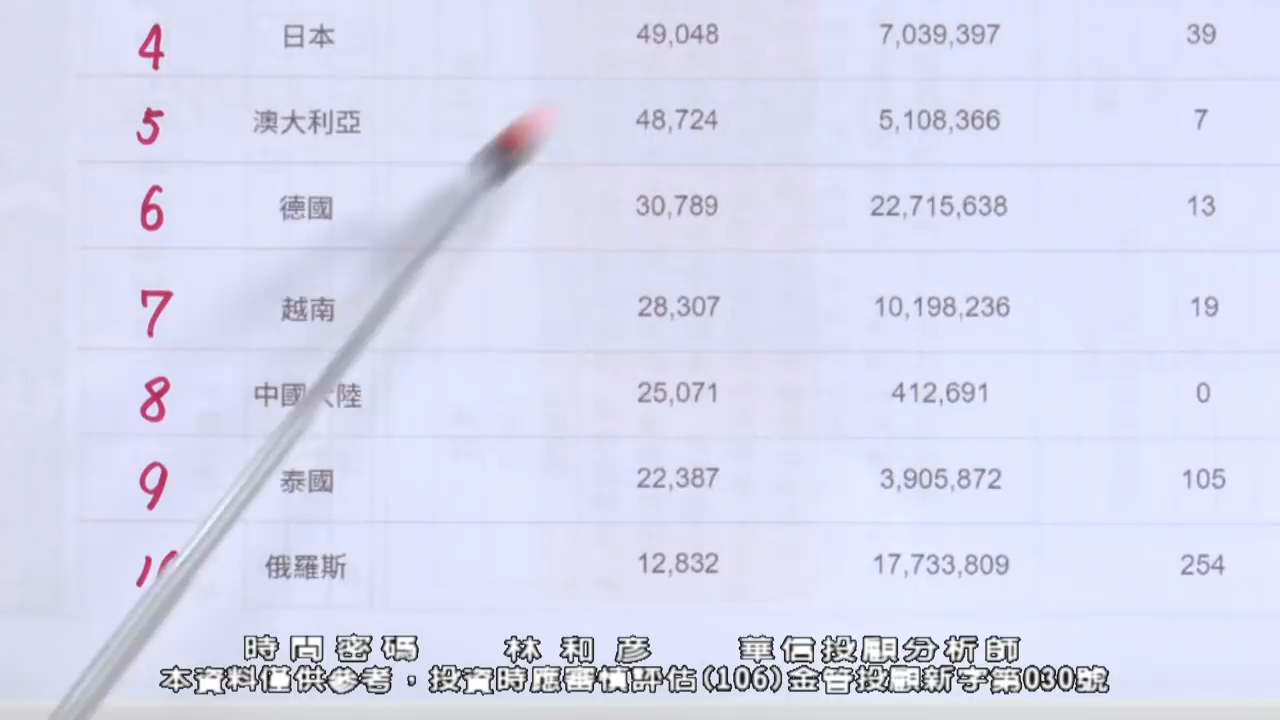 4 日本 49,048 7,039,397 39
5 澳大利亞 48,724 5,108,366 7
6 德國 30,789 22,715,638 13
7 越南 28,307 10,198,236 19
8 中國 陸 25,071 412,691 0
9 泰國 22,387 3,905,872 105
俄羅斯 12,832 17,733,809 254
時間密碼 林和彥 華信投顧分析師
本資料僅供參考,投資時應審慎評估(106)金管投顧新字第030號